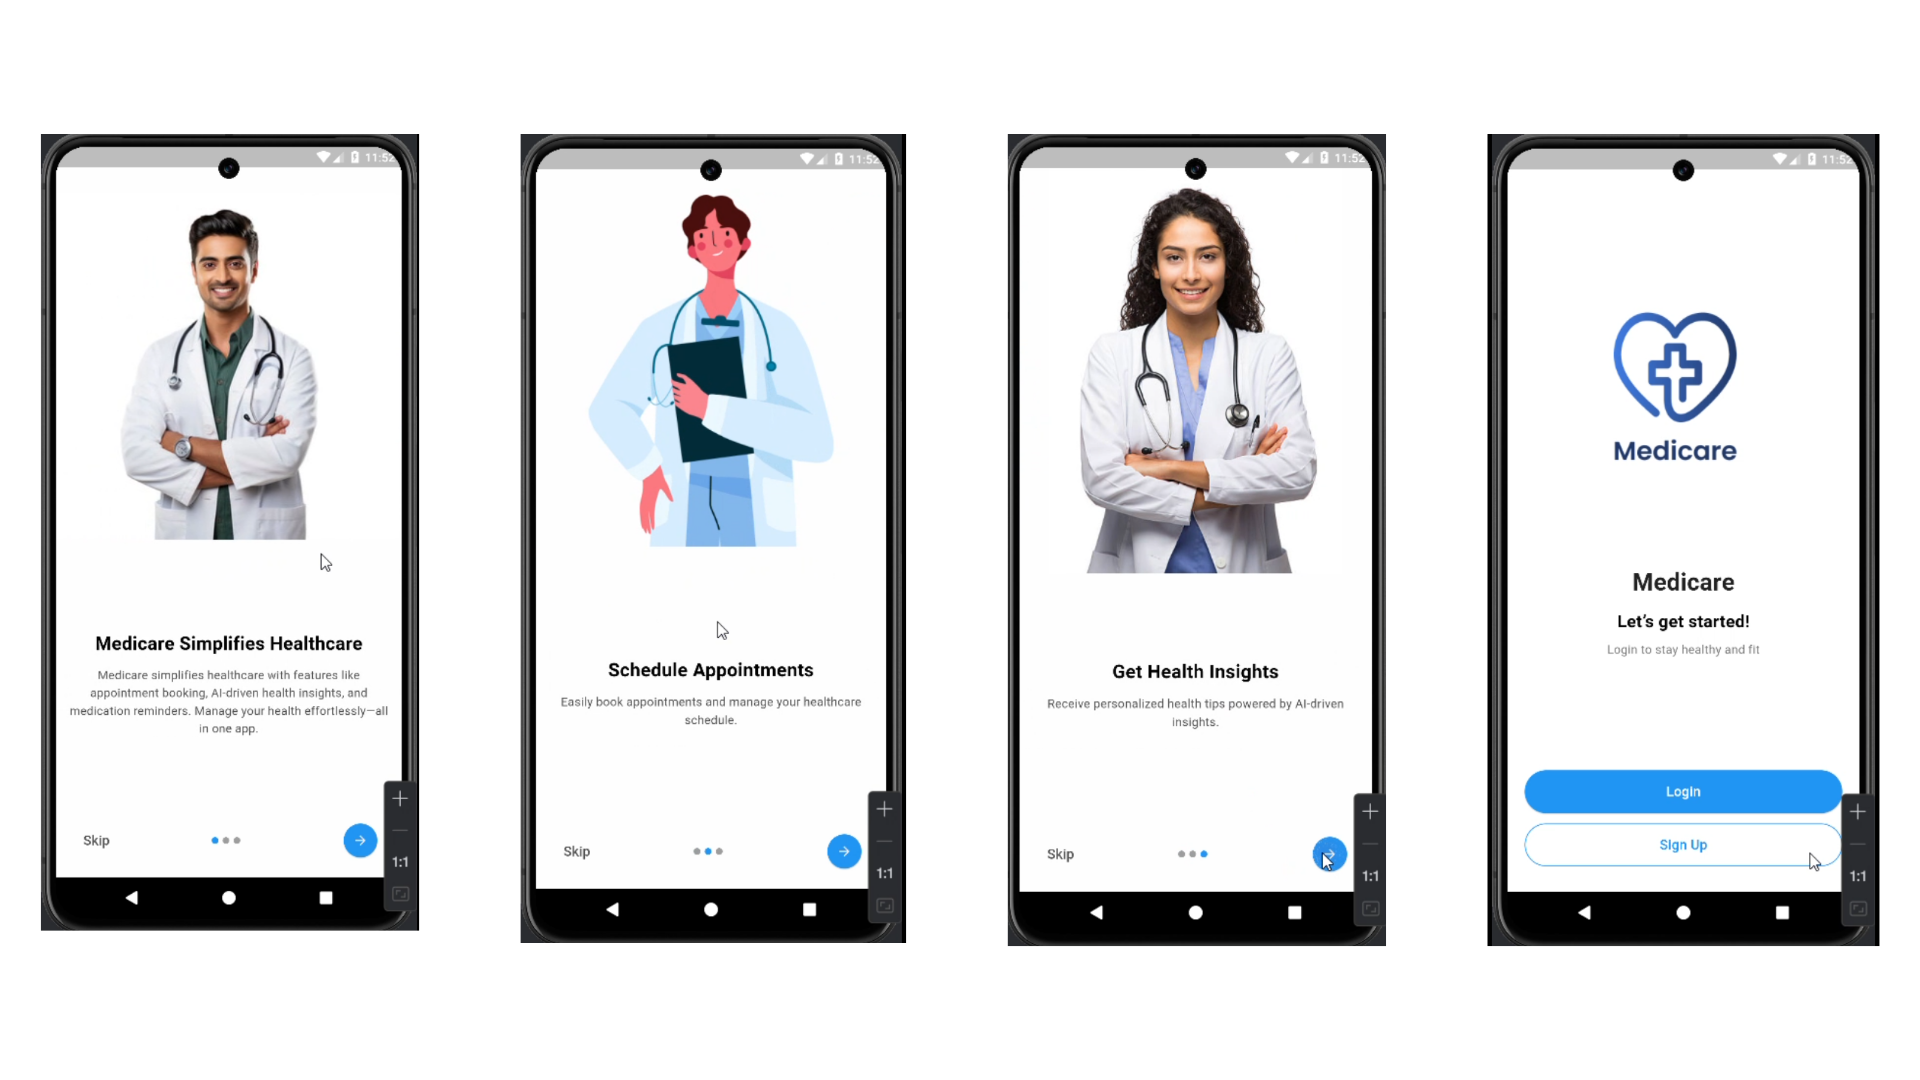 11:52
Medicare Simplifies Healthcare
Medicare simplifies healthcare with features like
appointment booking, AI-driven health insights, and
medication reminders. Manage your health effortlessly—all
in one app.
Skip
1:1
11:52
Schedule Appointments
Easily book appointments and manage your healthcare
schedule.
Skip
1:1
11:52
Get Health Insights
Receive personalized health tips powered by AI-driven
insights.
Skip
1:1
11:52
Medicare
Medicare
Let's get started!
Login to stay healthy and fit
Login
Sign Up
1:1